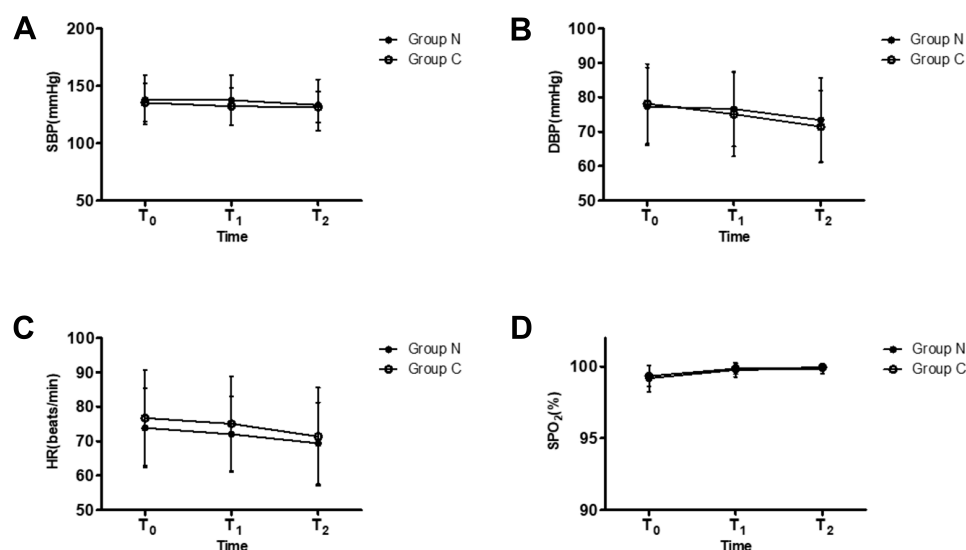 A
SBP(mmHg)
200
150
100
50
T0
T1
T2
Time
Group N
Group C
B
DBP(mmHg)
100
90
80
70
60
50
T0
T1
T2
Time
Group N
Group C
C
HR(beats/min)
100
90
80
70
60
50
T0
T1
T2
Time
Group N
Group C
D
SPO2(%)
100
95
90
T0
T1
T2
Time
Group N
Group C